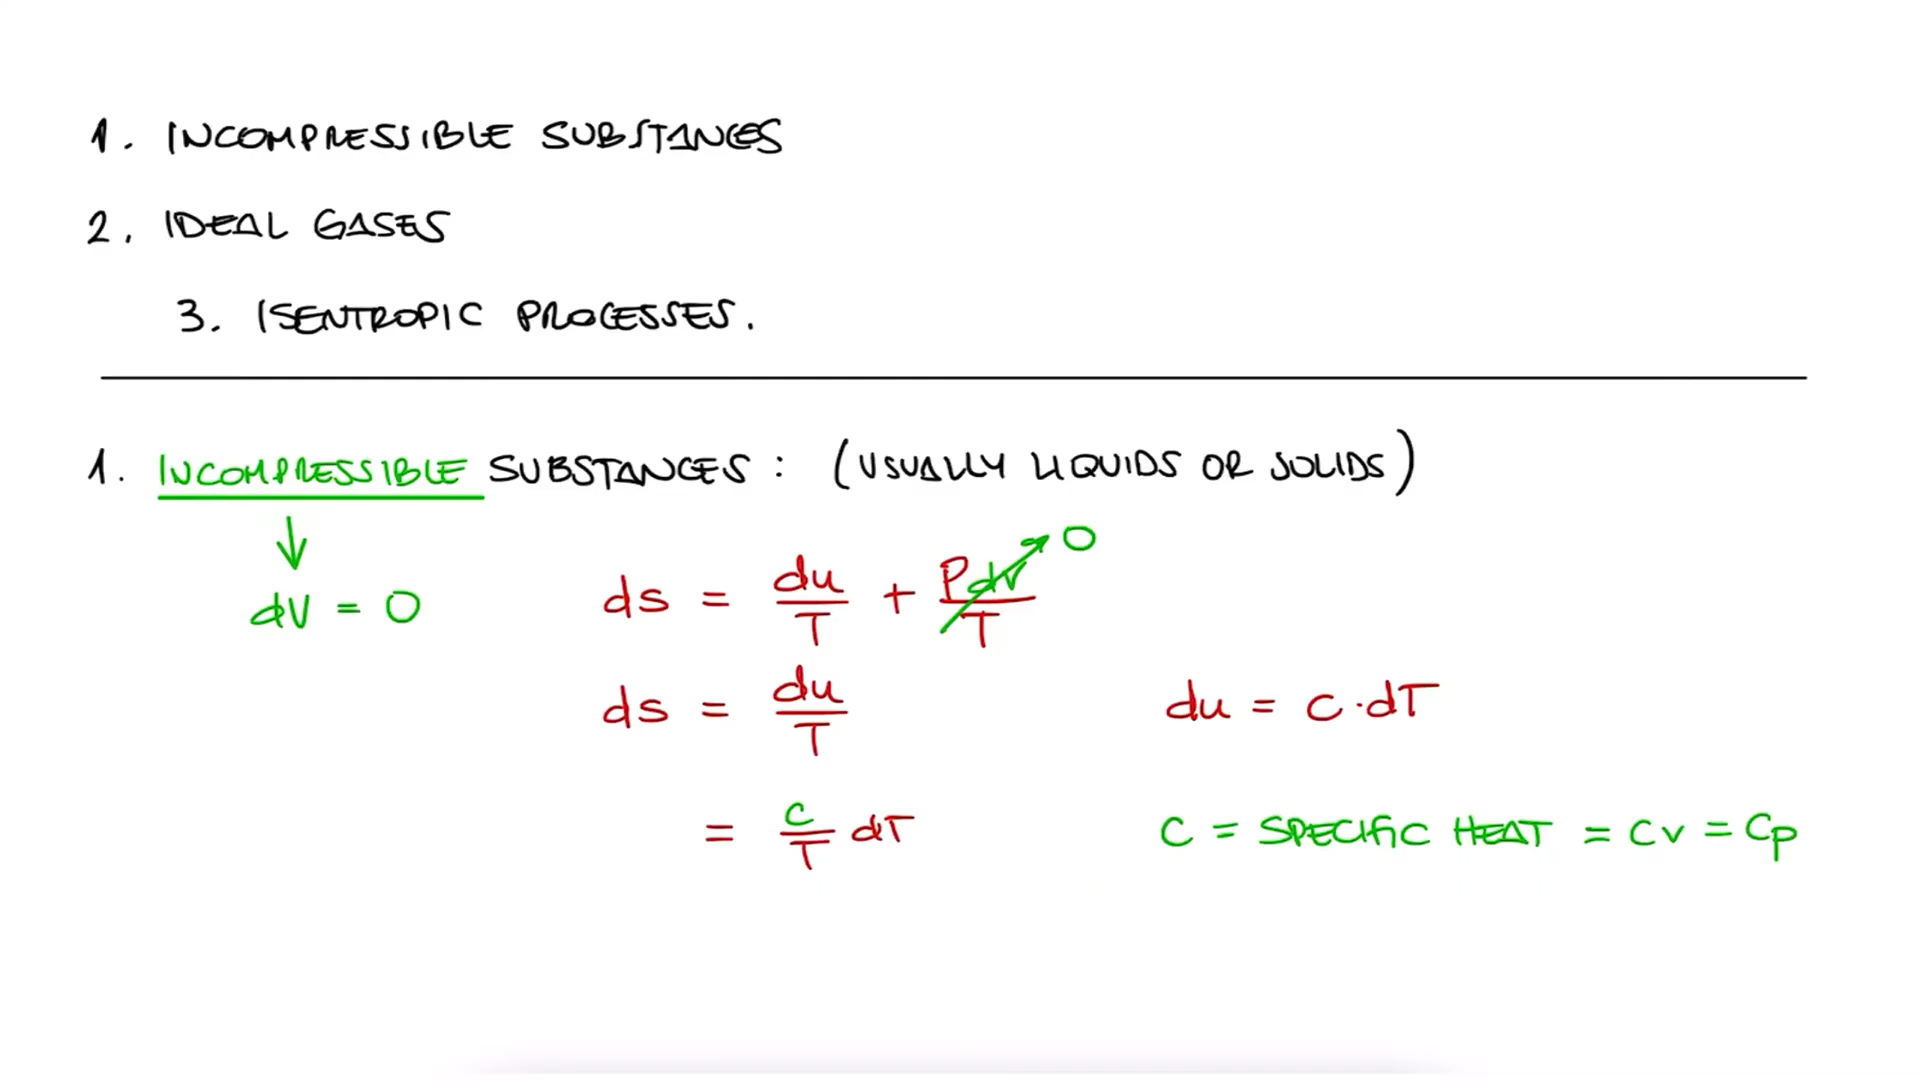 1. INCOMPRESSIBLE SUBSTANCES
2. IDEAL GASES
3. ISENTROPIC PROCESSES.
1. INCOMPRESSIBLE SUBSTANCES: (USUALLY LIQUIDS OR SOLIDS)
dV = 0
ds = du/T + PdV/T → 0
ds = du/T
du = C·dT
= C/T dT
C = SPECIFIC HEAT = Cv = Cp